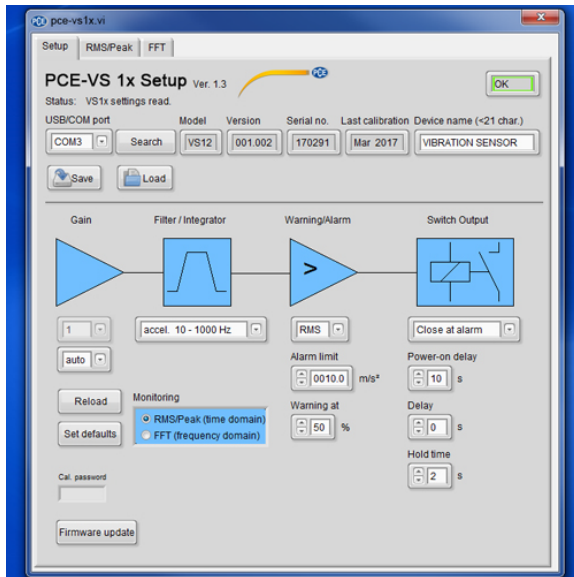 pce-vs1x.vi
Setup RMS/Peak FFT
PCE-VS 1x Setup Ver. 1.3
PCE
OK
Status: VS1x settings read.
USB/COM port Model Version Serial no. Last calibration Device name (<21 char.)
COM3 Search VS12 001.002 170291 Mar 2017 VIBRATION SENSOR
Save Load
Gain Filter / Integrator Warning/Alarm Switch Output
>
1 accel. 10 - 1000 Hz RMS Close at alarm
auto
Alarm limit Power-on delay
0010.0 m/s² 10 s
Reload Monitoring Warning at Delay
RMS/Peak (time domain)
50 % 0 s
Set defaults FFT (frequency domain)
Hold time
2 s
Cal. password
Firmware update